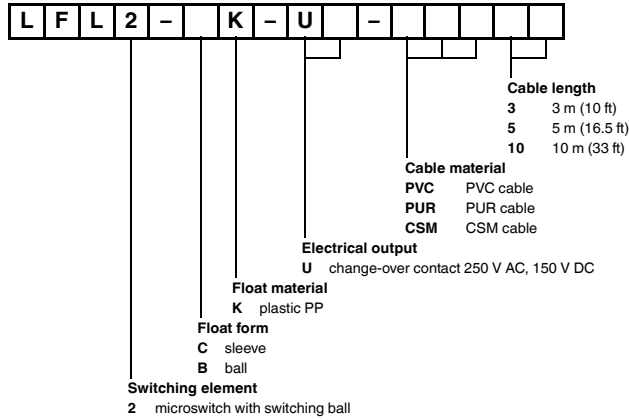 L F L 2 – K – U –
Cable length
3 3 m (10 ft)
5 5 m (16.5 ft)
10 10 m (33 ft)
Cable material
PVC PVC cable
PUR PUR cable
CSM CSM cable
Electrical output
U change-over contact 250 V AC, 150 V DC
Float material
K plastic PP
Float form
C sleeve
B ball
Switching element
2 microswitch with switching ball